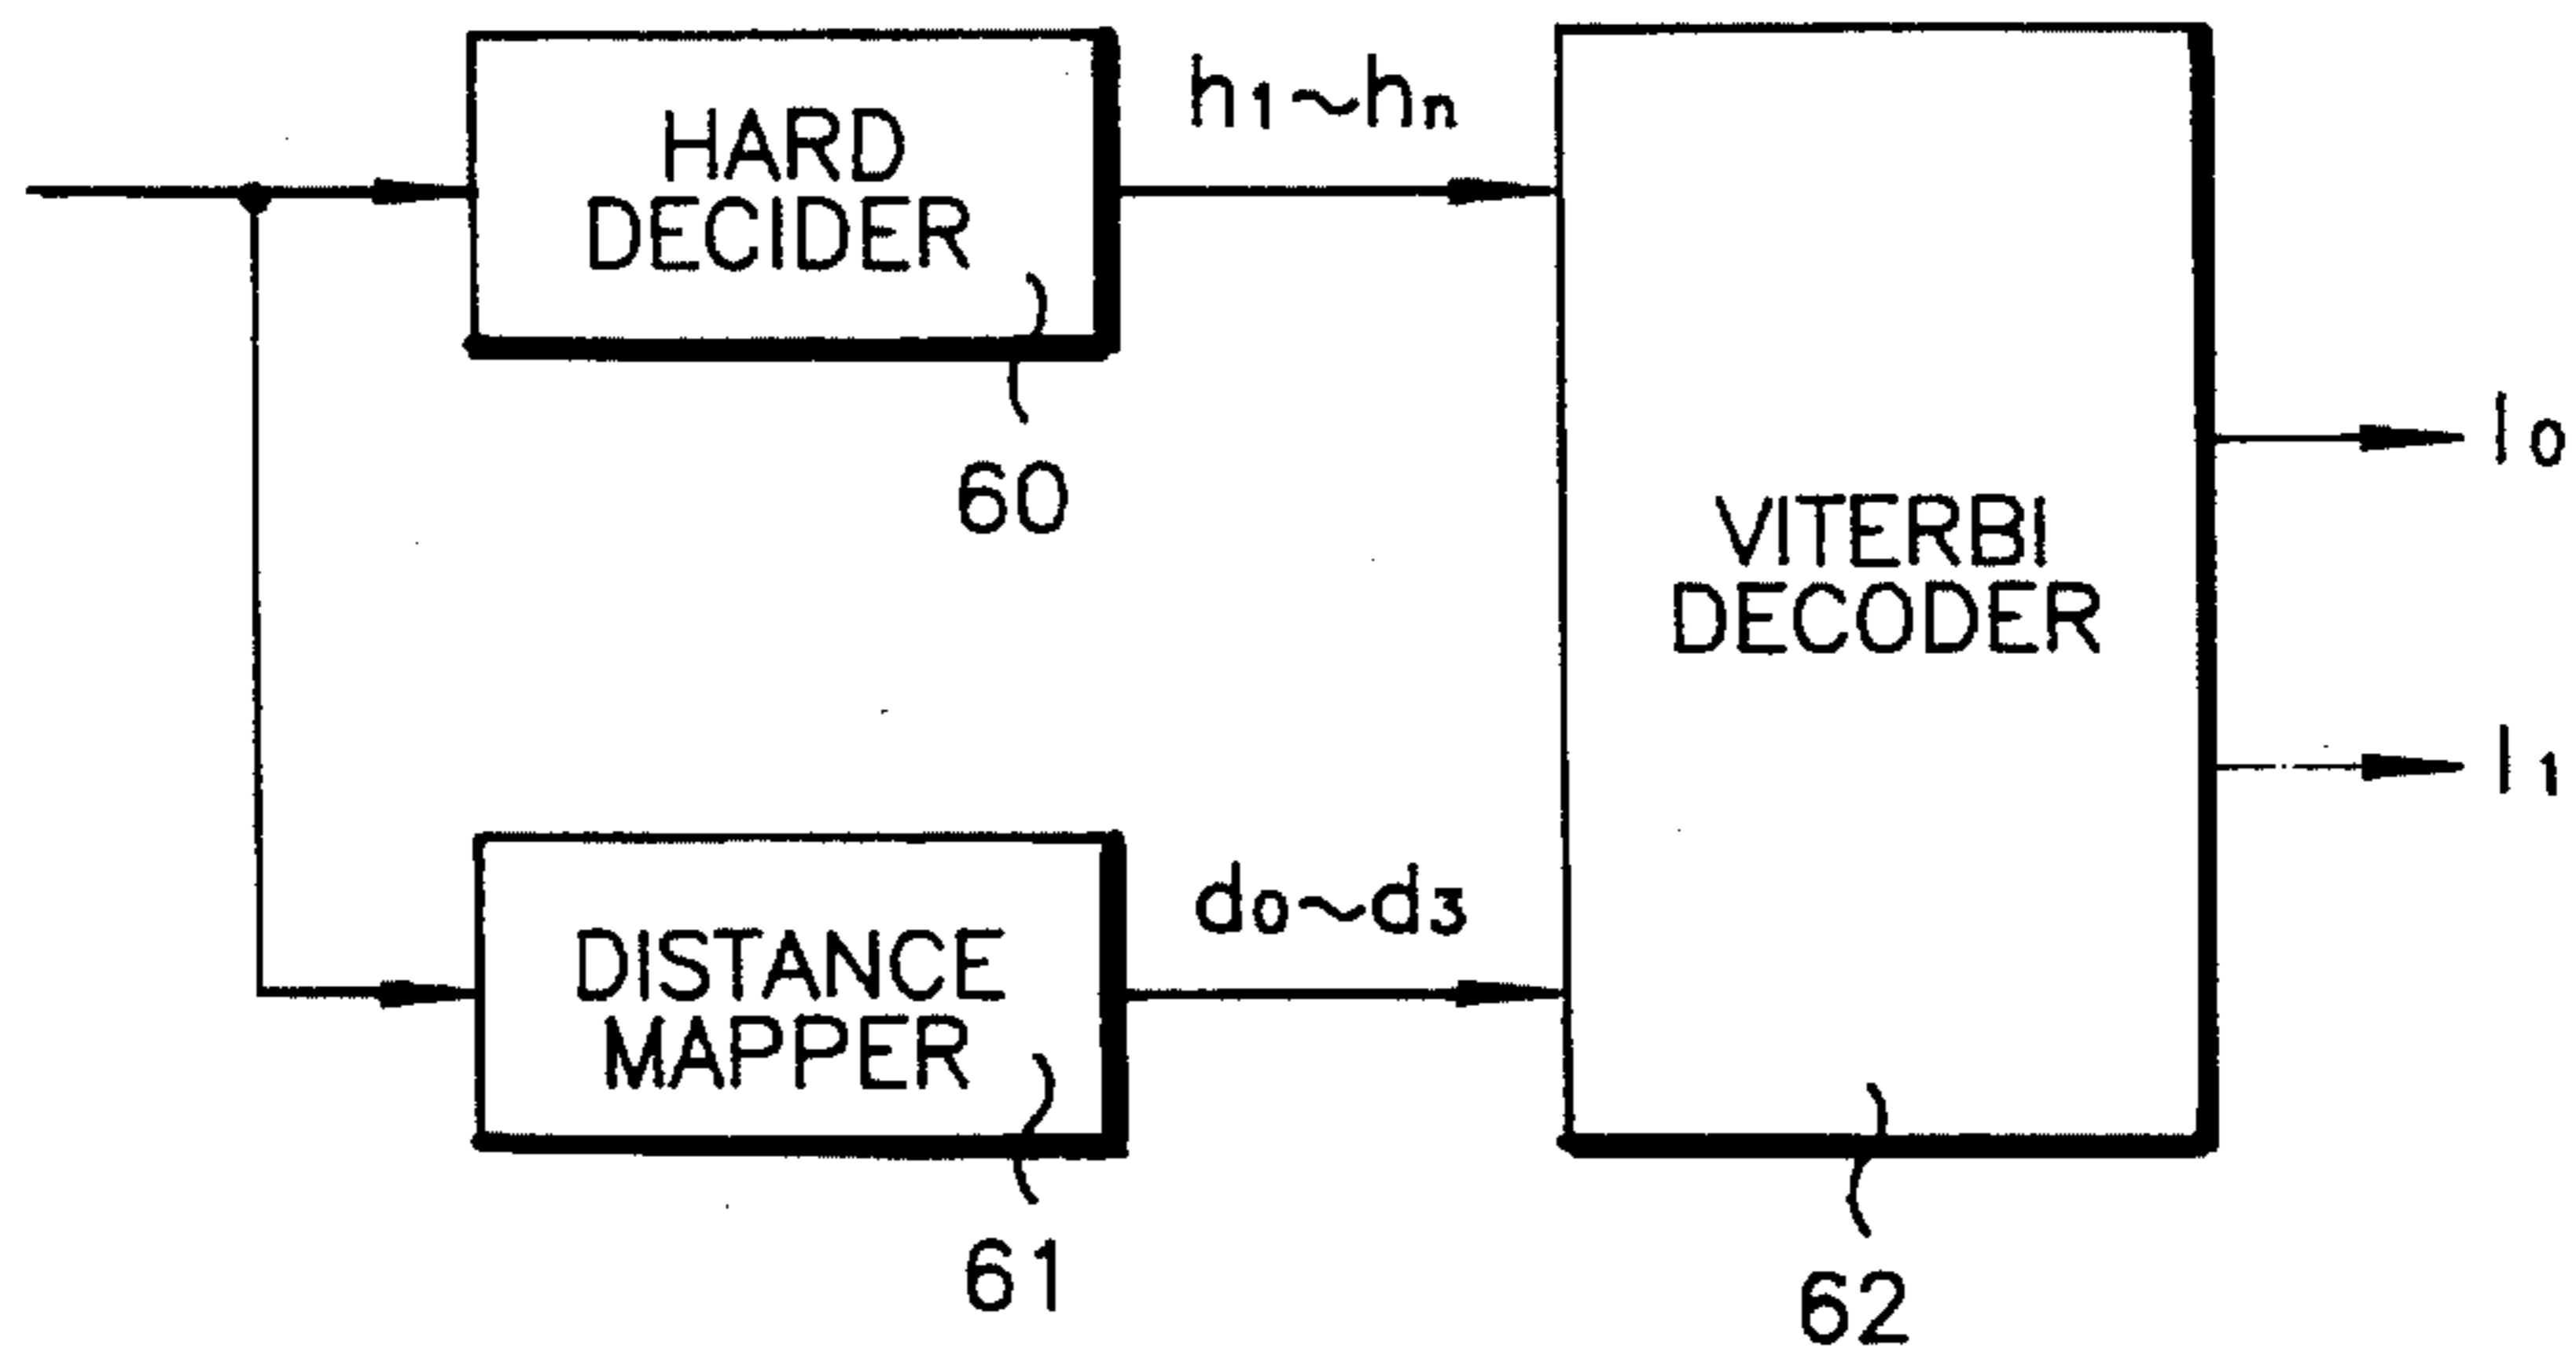 HARD
DECIDER
60
h1~hn
DISTANCE
MAPPER
61
d0~d3
VITERBI
DECODER
62
I0
I1